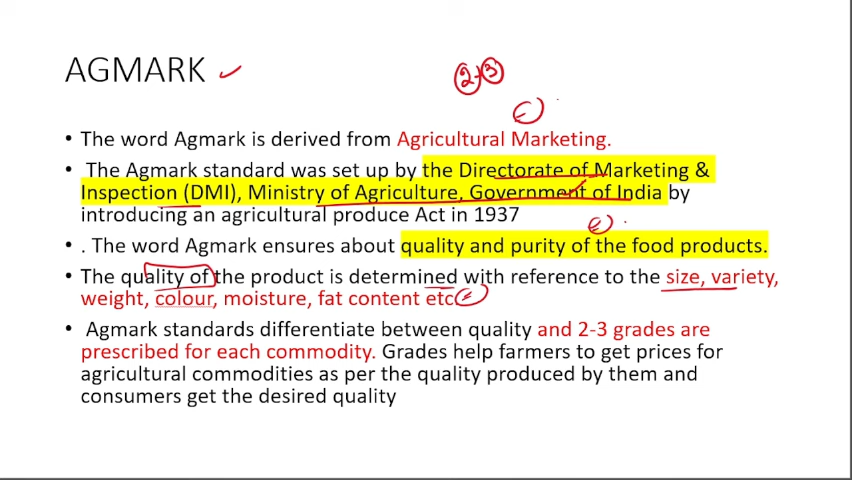 AGMARK
2-3
• The word Agmark is derived from Agricultural Marketing.
• The Agmark standard was set up by the Directorate of Marketing &
Inspection (DMI), Ministry of Agriculture, Government of India by
introducing an agricultural produce Act in 1937
• . The word Agmark ensures about quality and purity of the food products.
• The quality of the product is determined with reference to the size, variety,
weight, colour, moisture, fat content etc
• Agmark standards differentiate between quality and 2-3 grades are
prescribed for each commodity. Grades help farmers to get prices for
agricultural commodities as per the quality produced by them and
consumers get the desired quality